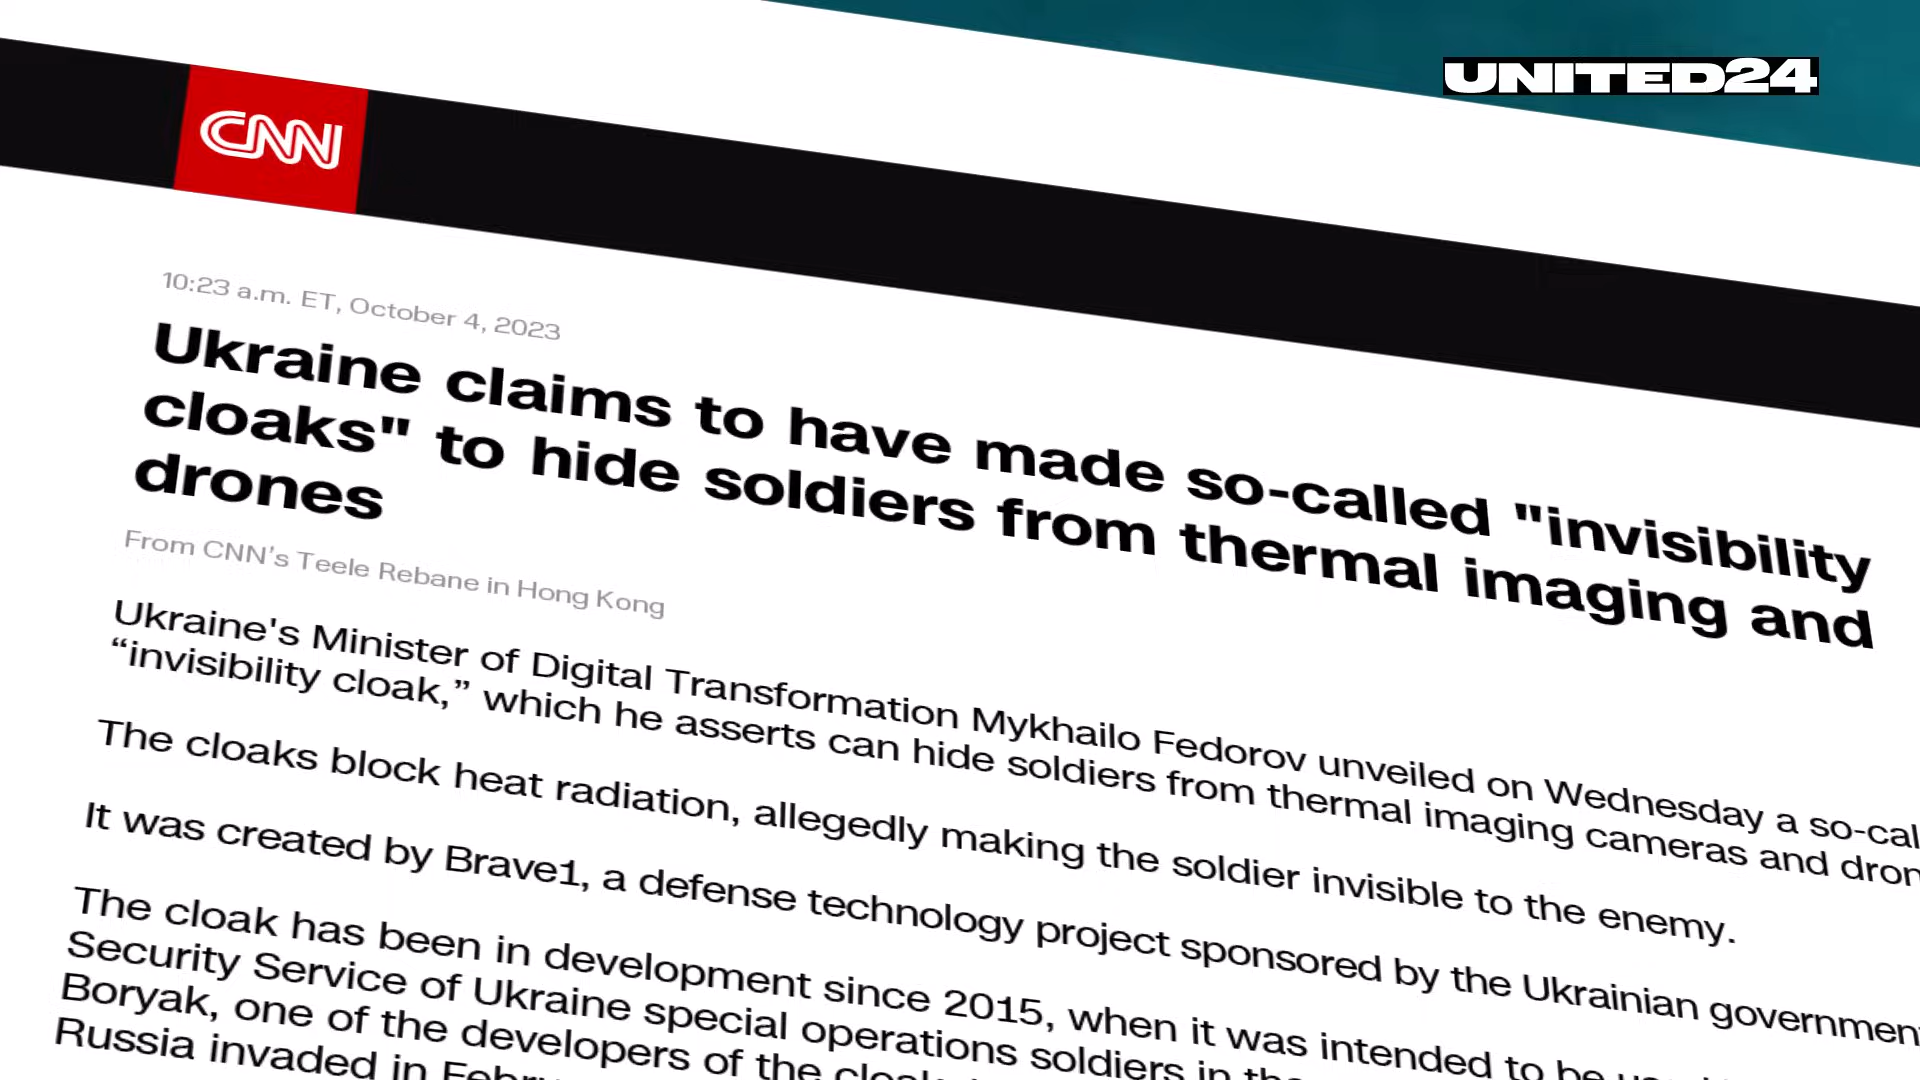 UNITED24
CNN
10:23 a.m. ET, October 4, 2023
Ukraine claims to have made so-called "invisibility
cloaks" to hide soldiers from thermal imaging and
drones
From CNN’s Teele Rebane in Hong Kong
Ukraine's Minister of Digital Transformation Mykhailo Fedorov unveiled on Wednesday a
“invisibility cloak,” which he asserts can hide soldiers from thermal imaging cameras and
The cloaks block heat radiation, allegedly making the soldier invisible to the enemy.
It was created by Brave1, a defense technology project sponsored by the Ukrainian
The cloak has been in development since 2015, when it was intended to be
Security Service of Ukraine special operations soldiers in
Boryak, one of the developers of the
Russia invaded in